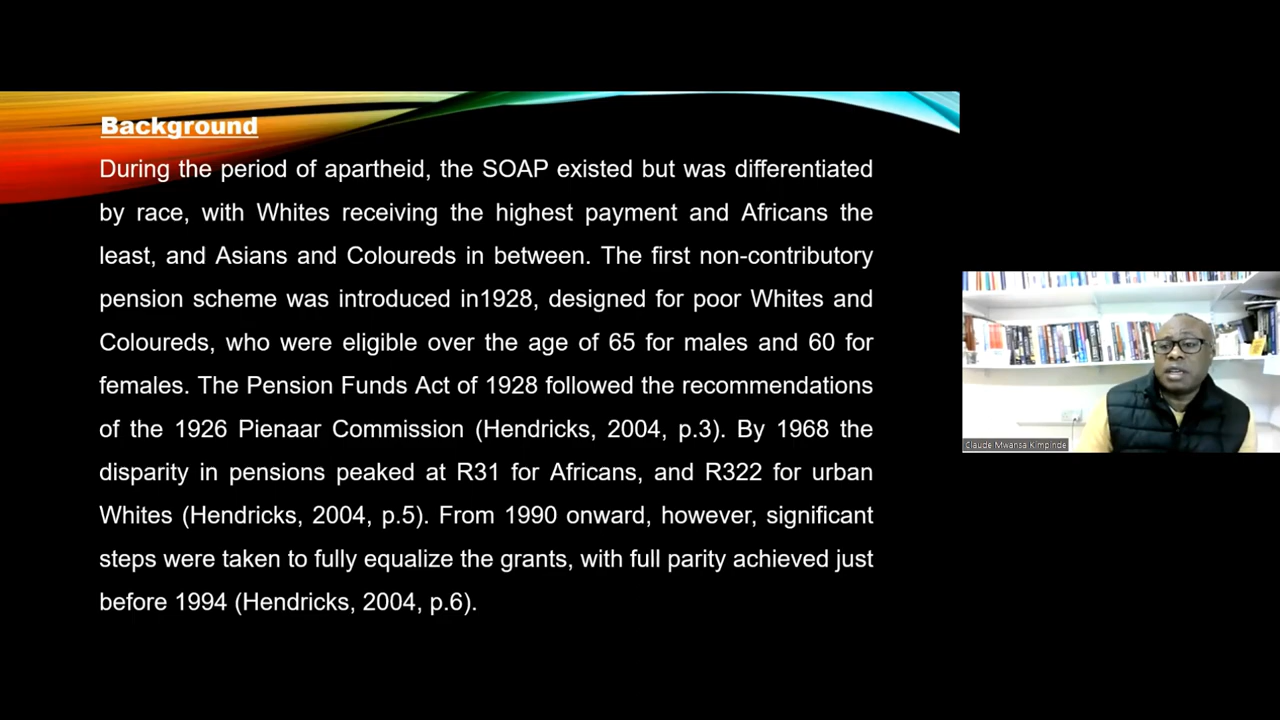 Background
During the period of apartheid, the SOAP existed but was differentiated
by race, with Whites receiving the highest payment and Africans the
least, and Asians and Coloureds in between. The first non-contributory
pension scheme was introduced in1928, designed for poor Whites and
Coloureds, who were eligible over the age of 65 for males and 60 for
females. The Pension Funds Act of 1928 followed the recommendations
of the 1926 Pienaar Commission (Hendricks, 2004, p.3). By 1968 the
disparity in pensions peaked at R31 for Africans, and R322 for urban
Whites (Hendricks, 2004, p.5). From 1990 onward, however, significant
steps were taken to fully equalize the grants, with full parity achieved just
before 1994 (Hendricks, 2004, p.6).
Claude Mwansa Kimpinde